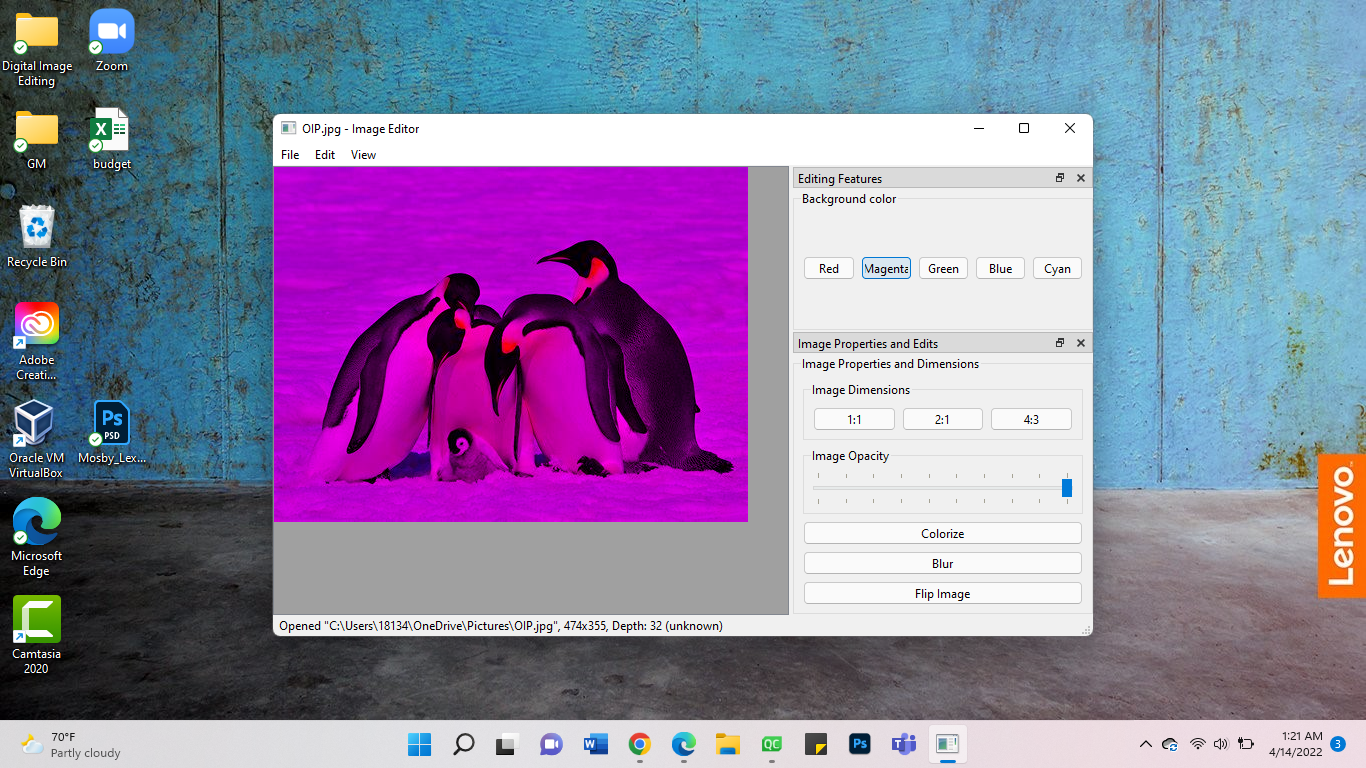 Digital Image
Editing
Zoom
GM
budget
Recycle Bin
Adobe
Creati...
Oracle VM
VirtualBox
Ps
PSD
Mosby_Lex...
Microsoft
Edge
Camtasia
2020
OIP.jpg - Image Editor
File Edit View
Editing Features
Background color
Red Magenta Green Blue Cyan
Image Properties and Edits
Image Properties and Dimensions
Image Dimensions
1:1 2:1 4:3
Image Opacity
Colorize
Blur
Flip Image
Opened "C:\Users\18134\OneDrive\Pictures\OIP.jpg", 474x355, Depth: 32 (unknown)
Lenovo
70°F
Partly cloudy
QC
Ps
1:21 AM
4/14/2022
3